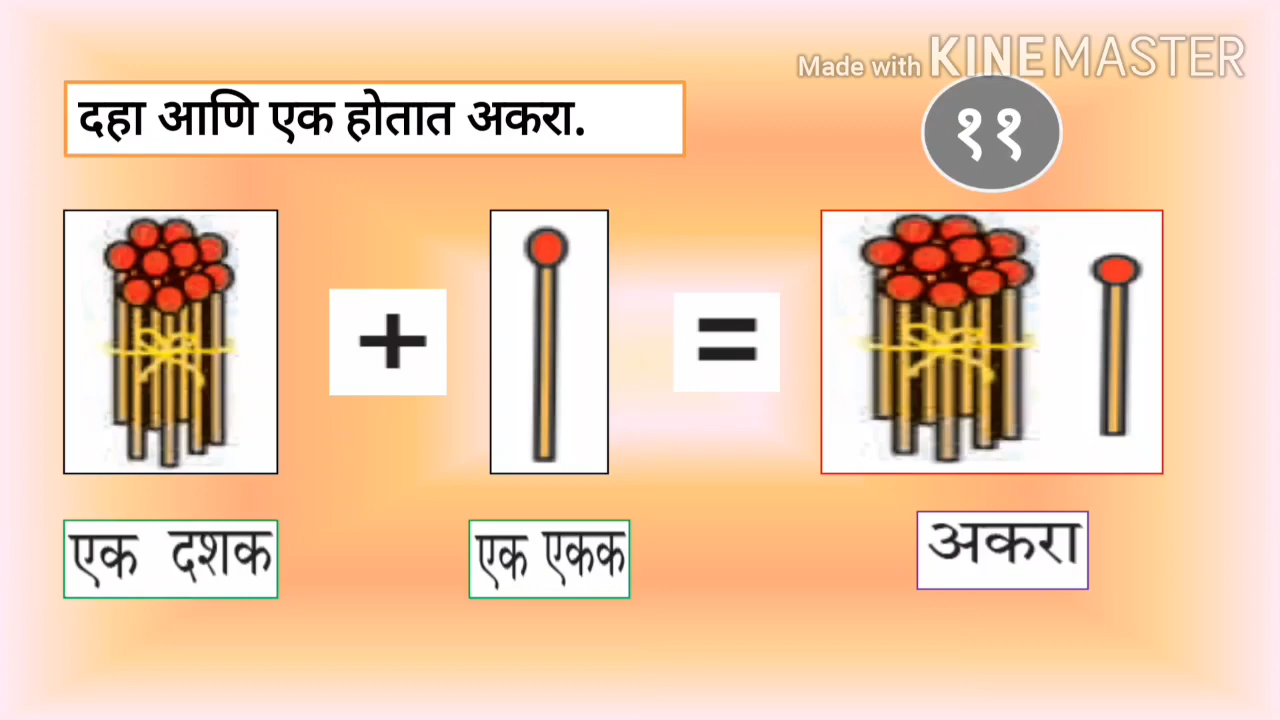 Made with KINEMASTER
दहा आणि एक होतात अकरा.
११
+
=
एक दशक
एक एकक
अकरा